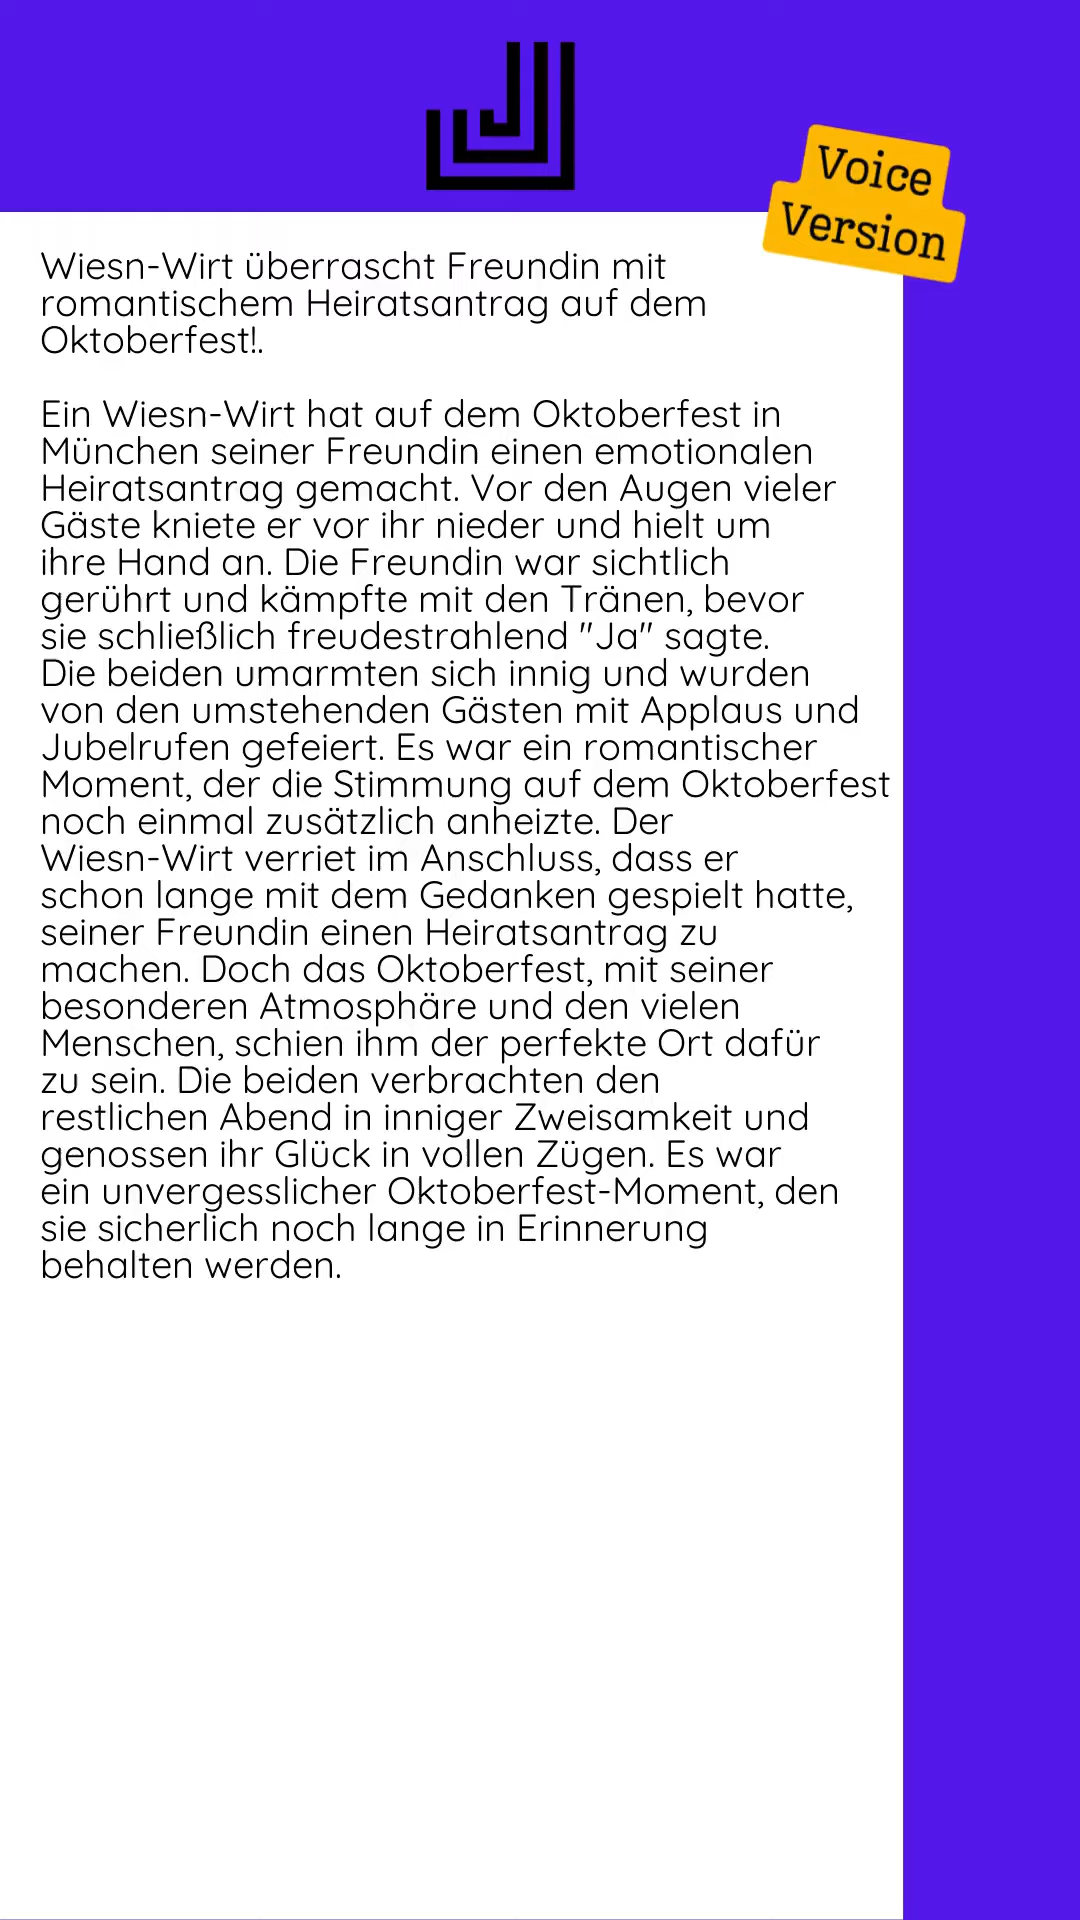 Voice
Version
Wiesn-Wirt überrascht Freundin mit
romantischem Heiratsantrag auf dem
Oktoberfest!.
Ein Wiesn-Wirt hat auf dem Oktoberfest in
München seiner Freundin einen emotionalen
Heiratsantrag gemacht. Vor den Augen vieler
Gäste kniete er vor ihr nieder und hielt um
ihre Hand an. Die Freundin war sichtlich
gerührt und kämpfte mit den Tränen, bevor
sie schließlich freudestrahlend "Ja" sagte.
Die beiden umarmten sich innig und wurden
von den umstehenden Gästen mit Applaus und
Jubelrufen gefeiert. Es war ein romantischer
Moment, der die Stimmung auf dem Oktoberfest
noch einmal zusätzlich anheizte. Der
Wiesn-Wirt verriet im Anschluss, dass er
schon lange mit dem Gedanken gespielt hatte,
seiner Freundin einen Heiratsantrag zu
machen. Doch das Oktoberfest, mit seiner
besonderen Atmosphäre und den vielen
Menschen, schien ihm der perfekte Ort dafür
zu sein. Die beiden verbrachten den
restlichen Abend in inniger Zweisamkeit und
genossen ihr Glück in vollen Zügen. Es war
ein unvergesslicher Oktoberfest-Moment, den
sie sicherlich noch lange in Erinnerung
behalten werden.